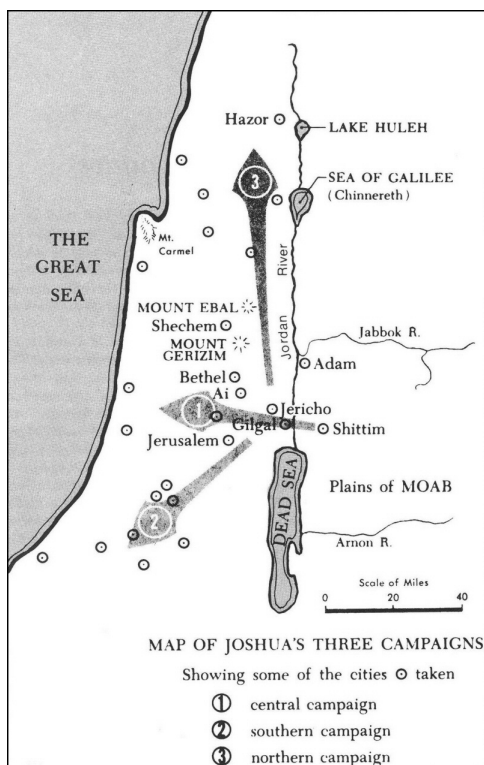 Hazor
LAKE HULEH
SEA OF GALILEE
(Chinnereth)
3
THE
GREAT
SEA
Mt.
Carmel
Jordan River
MOUNT EBAL
Shechem
MOUNT
GERIZIM
Jabbok R.
Adam
Bethel
Ai
1
Jericho
Gilgal
Shittim
Jerusalem
DEAD SEA
Plains of MOAB
2
Arnon R.
Scale of Miles
0 20 40
MAP OF JOSHUA'S THREE CAMPAIGNS
Showing some of the cities ⊙ taken
① central campaign
② southern campaign
③ northern campaign